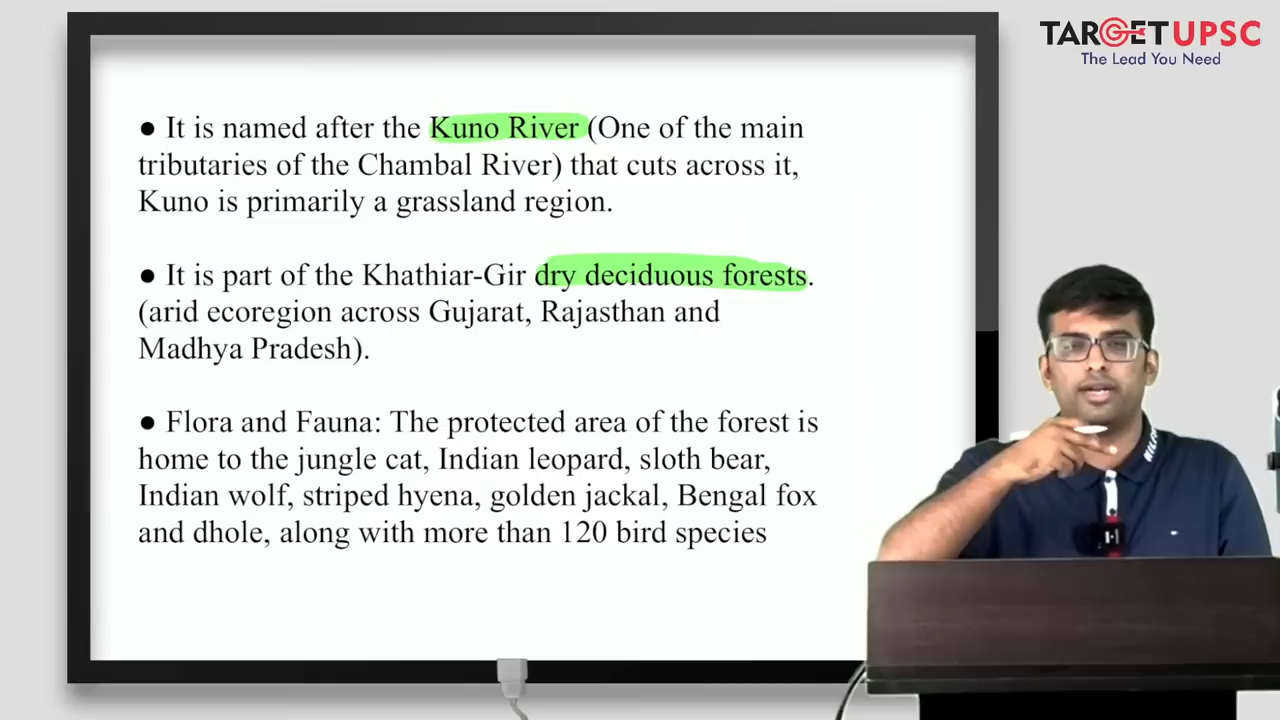 TARGET UPSC
The Lead You Need
● It is named after the Kuno River (One of the main
tributaries of the Chambal River) that cuts across it,
Kuno is primarily a grassland region.
● It is part of the Khathiar-Gir dry deciduous forests.
(arid ecoregion across Gujarat, Rajasthan and
Madhya Pradesh).
● Flora and Fauna: The protected area of the forest is
home to the jungle cat, Indian leopard, sloth bear,
Indian wolf, striped hyena, golden jackal, Bengal fox
and dhole, along with more than 120 bird species